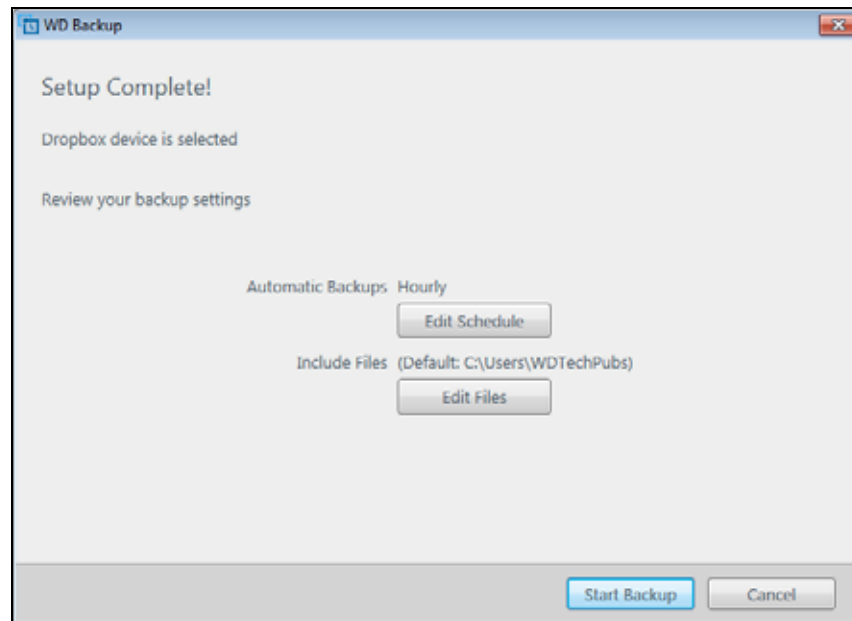 WD Backup
Setup Complete!
Dropbox device is selected
Review your backup settings
Automatic Backups Hourly
Edit Schedule
Include Files (Default: C:\Users\WDTechPubs)
Edit Files
Start Backup Cancel